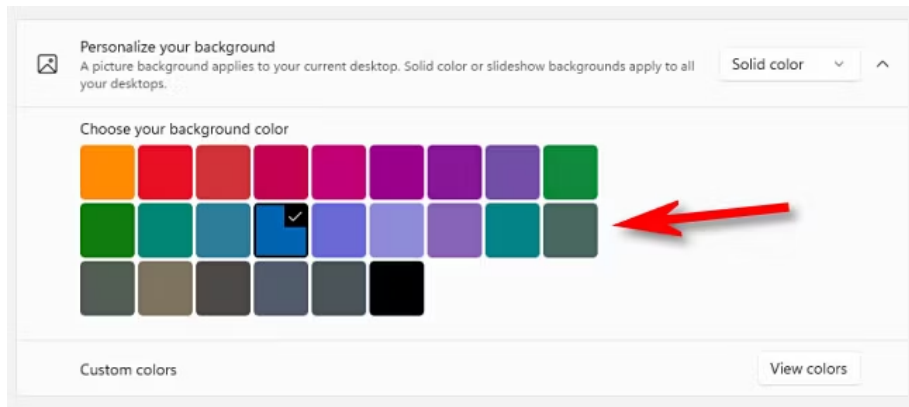 Personalize your background
A picture background applies to your current desktop. Solid color or slideshow backgrounds apply to all
your desktops.
Solid color
Choose your background color
Custom colors
View colors